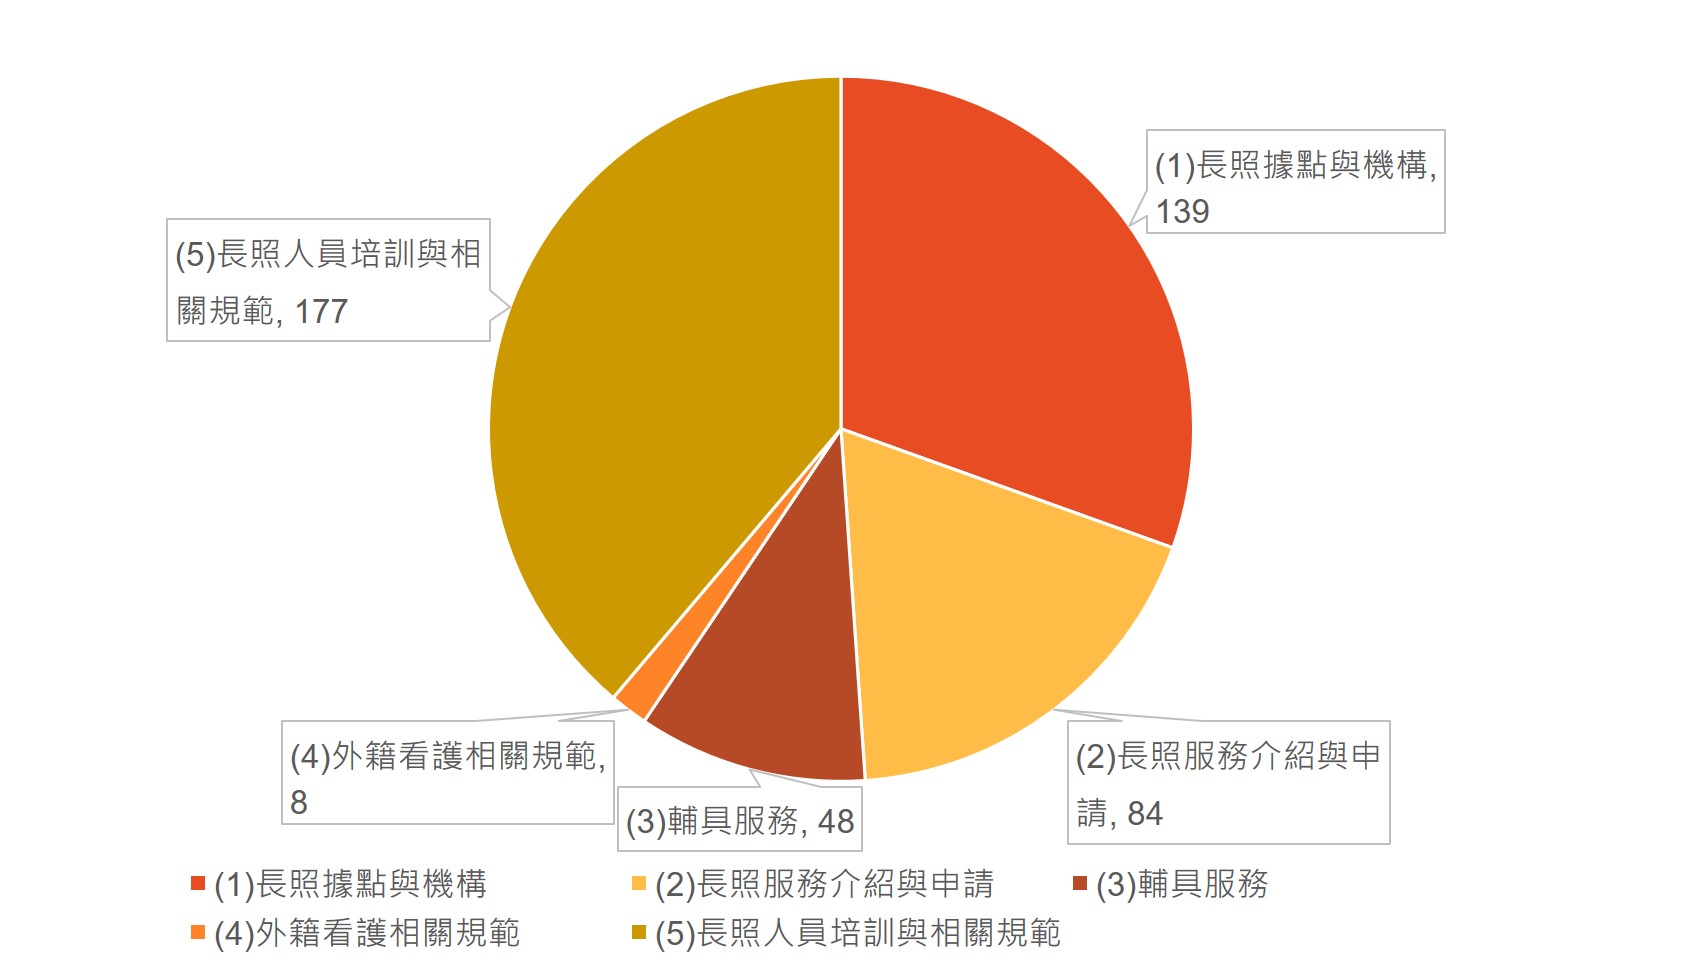 (1)長照據點與機構,
139
(5)長照人員培訓與相
關規範, 177
(4)外籍看護相關規範,
8
(3)輔具服務, 48
(2)長照服務介紹與申
請, 84
(1)長照據點與機構
(2)長照服務介紹與申請
(3)輔具服務
(4)外籍看護相關規範
(5)長照人員培訓與相關規範